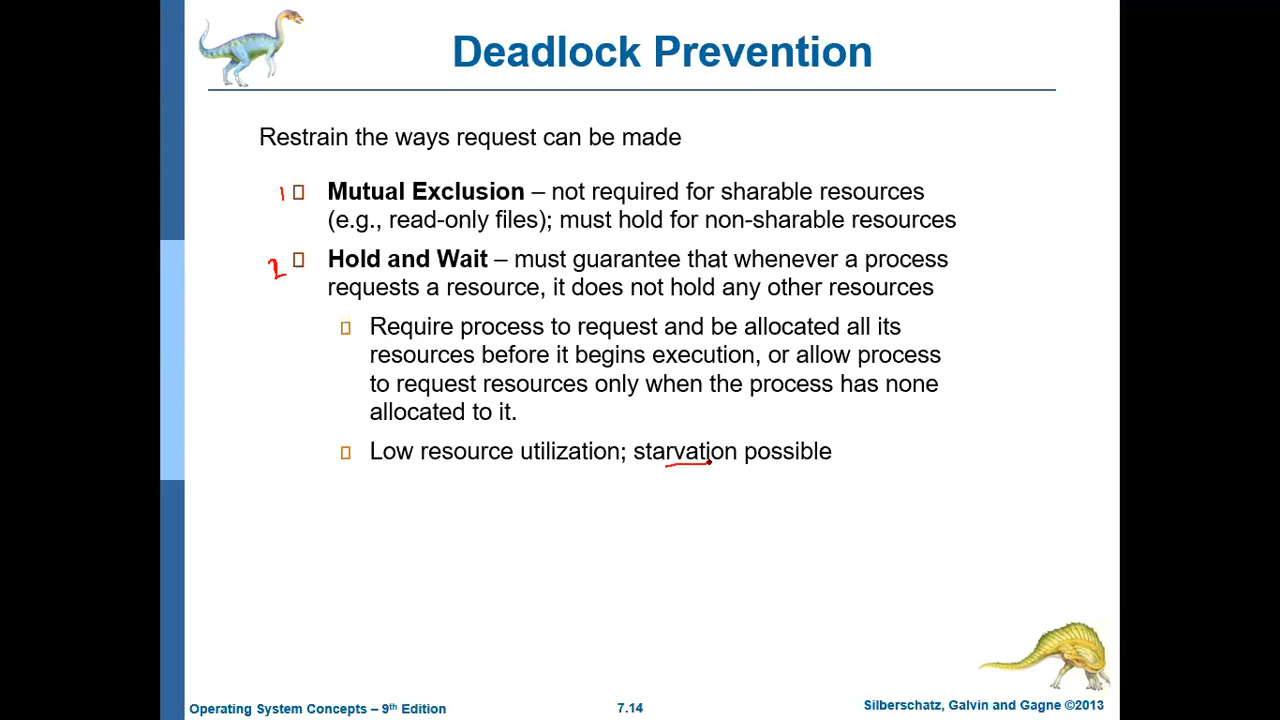 Deadlock Prevention
Restrain the ways request can be made
1 Mutual Exclusion – not required for sharable resources
(e.g., read-only files); must hold for non-sharable resources
2 Hold and Wait – must guarantee that whenever a process
requests a resource, it does not hold any other resources
Require process to request and be allocated all its
resources before it begins execution, or allow process
to request resources only when the process has none
allocated to it.
Low resource utilization; starvation possible
Operating System Concepts – 9th Edition
7.14
Silberschatz, Galvin and Gagne ©2013